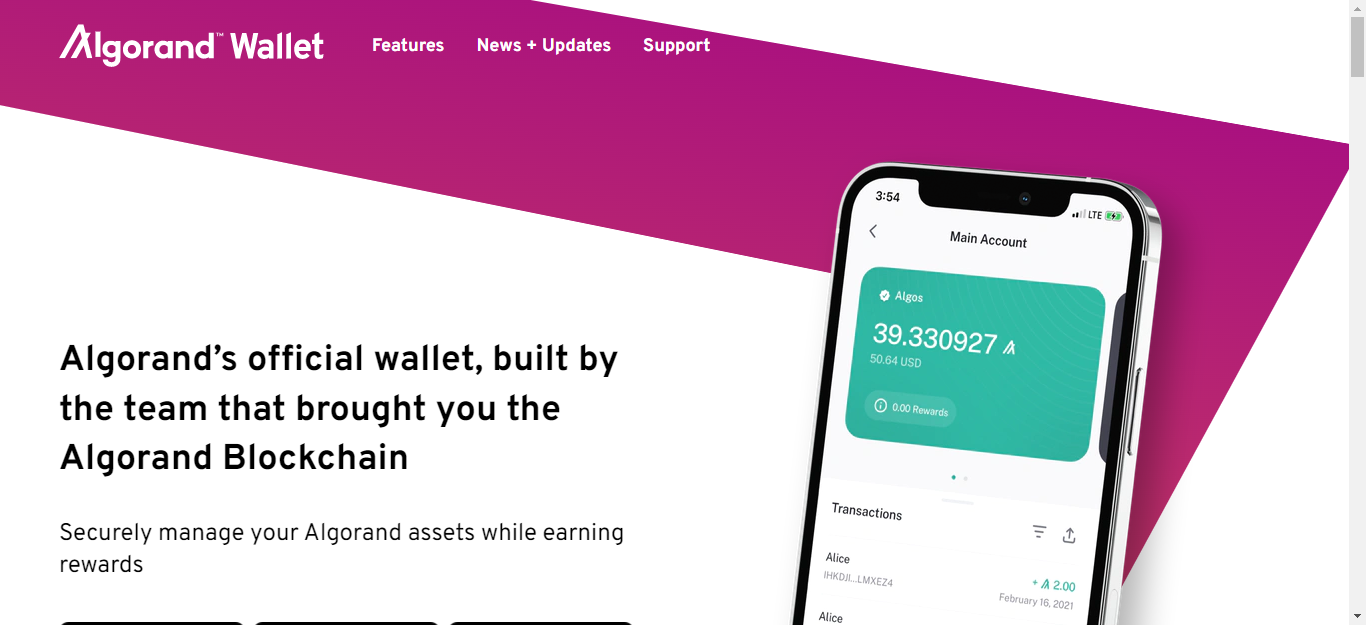 Algorand™ Wallet
Features
News + Updates
Support
Algorand’s official wallet, built by
the team that brought you the
Algorand Blockchain
Securely manage your Algorand assets while earning
rewards
3:54
LTE
Main Account
Algos
39.330927
50.64 USD
0.00 Rewards
Transactions
Alice
+ 2.00
IHKDJI...LMXEZ4
February 16, 2021
Alice